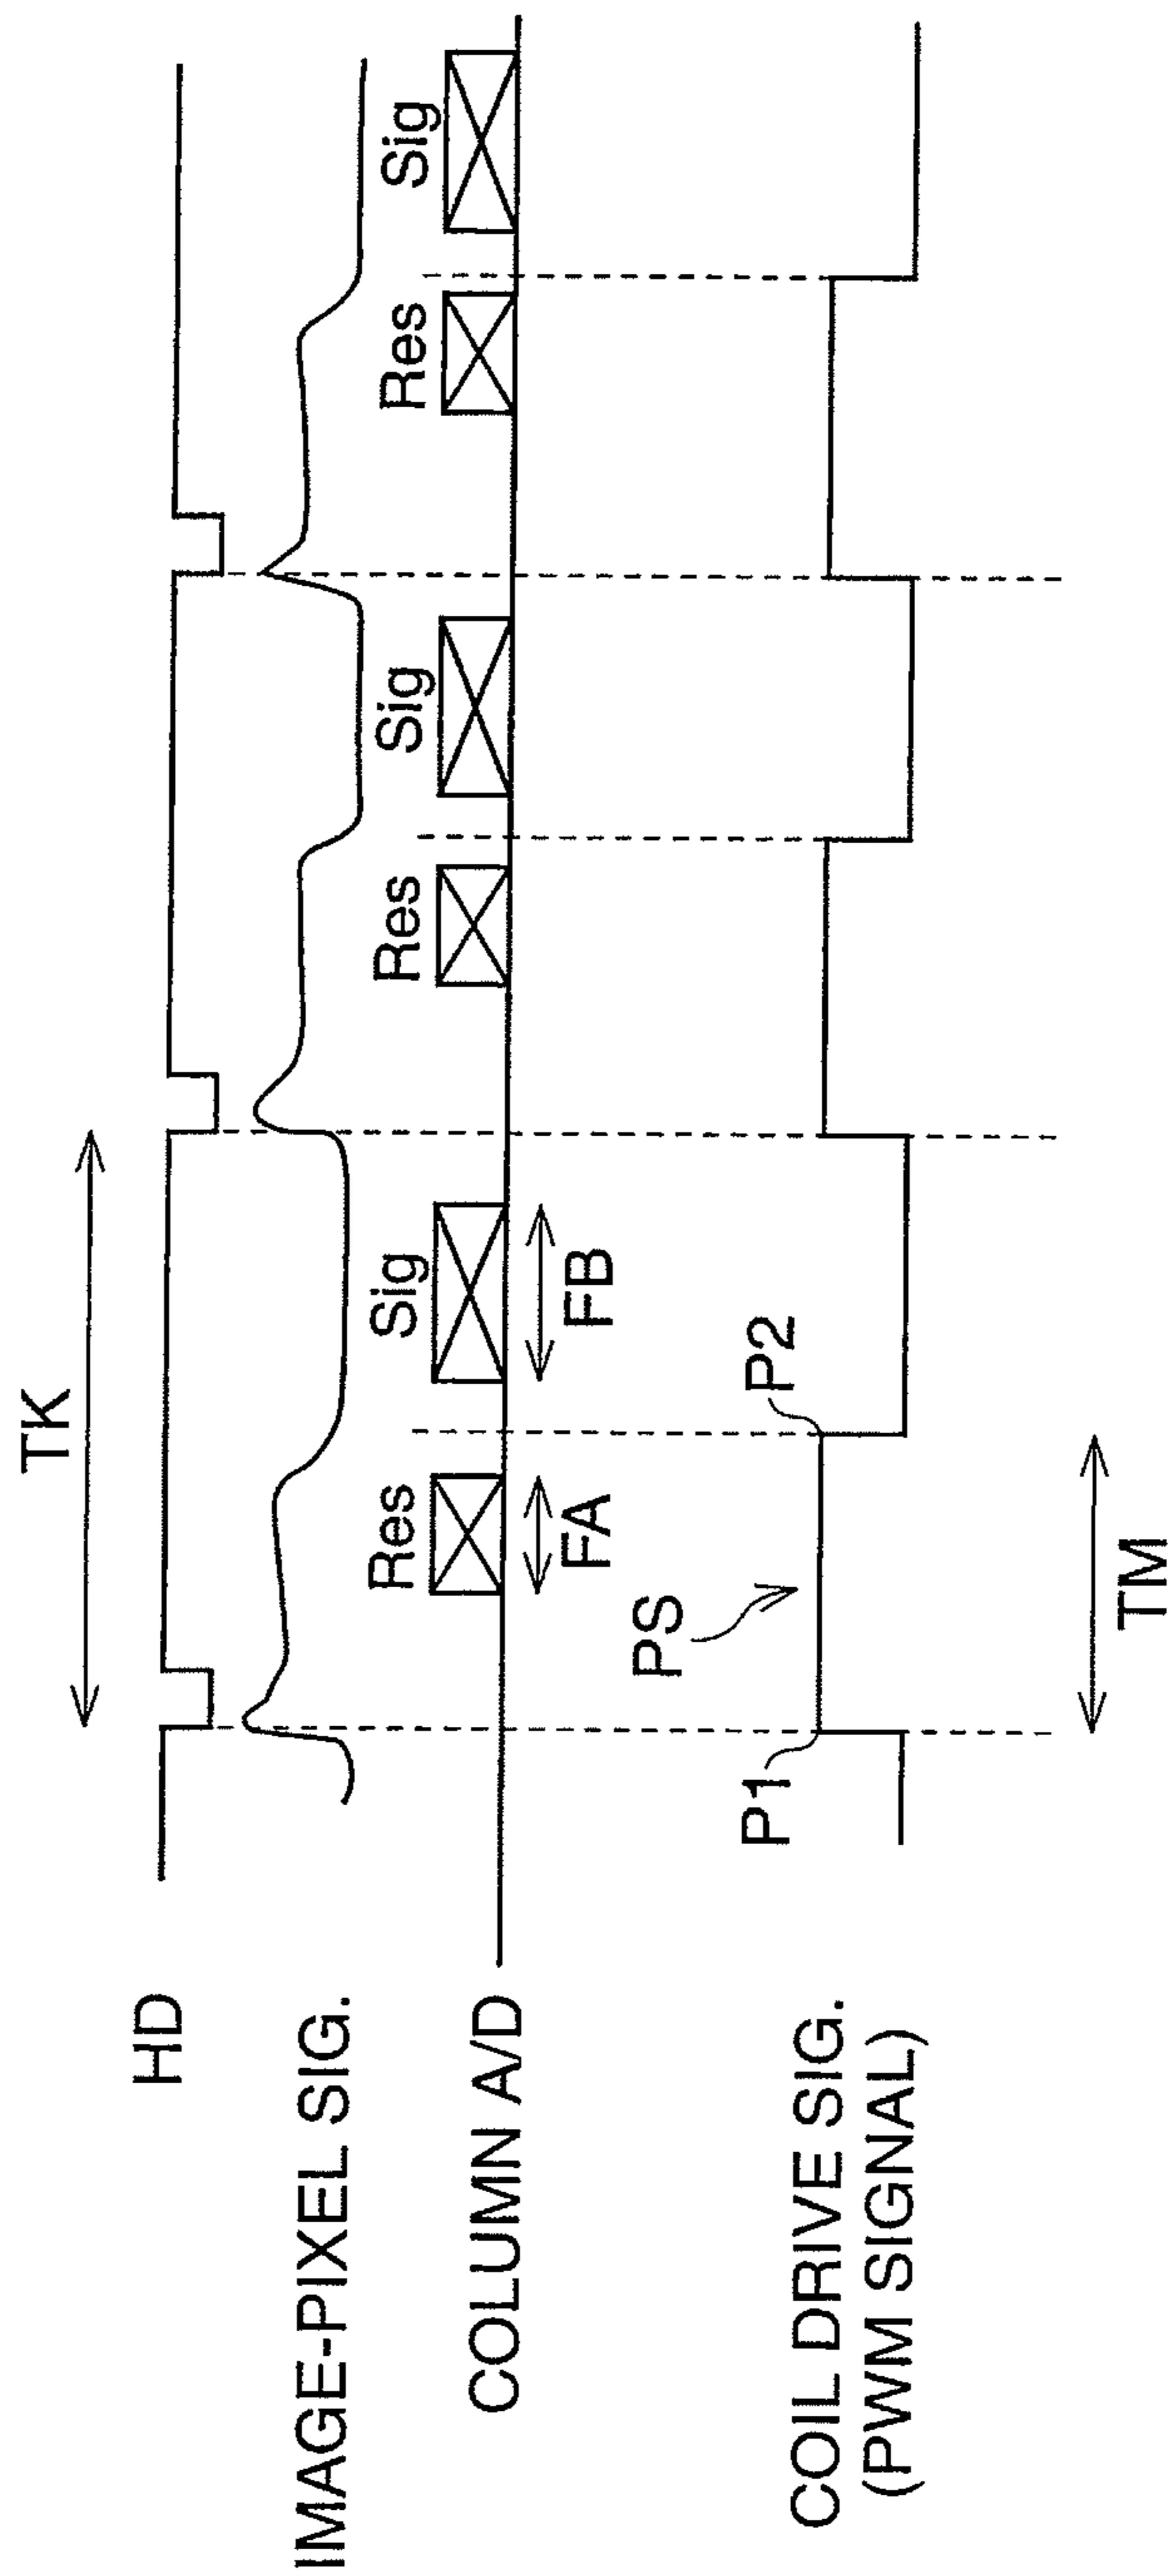 TK
HD
IMAGE-PIXEL SIG.
Res
Sig
Res
Sig
Res
Sig
COLUMN A/D
FA
FB
PS
P1
P2
COIL DRIVE SIG.
(PWM SIGNAL)
TM